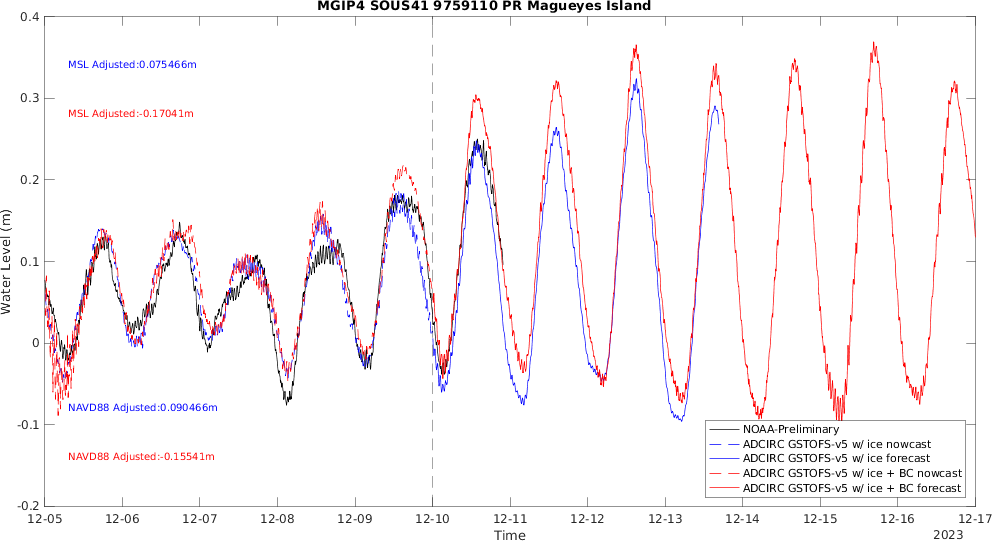 MGIP4 SOUS41 9759110 PR Magueyes Island
0.4
0.3
0.2
0.1
0
-0.1
-0.2
Water Level (m)
MSL Adjusted:0.075466m
MSL Adjusted:-0.17041m
NAVD88 Adjusted:0.090466m
NAVD88 Adjusted:-0.15541m
NOAA-Preliminary
ADCIRC GSTOFS-v5 w/ ice nowcast
ADCIRC GSTOFS-v5 w/ ice forecast
ADCIRC GSTOFS-v5 w/ ice + BC nowcast
ADCIRC GSTOFS-v5 w/ ice + BC forecast
12-05 12-06 12-07 12-08 12-09 12-10 12-11 12-12 12-13 12-14 12-15 12-16 12-17
Time
2023